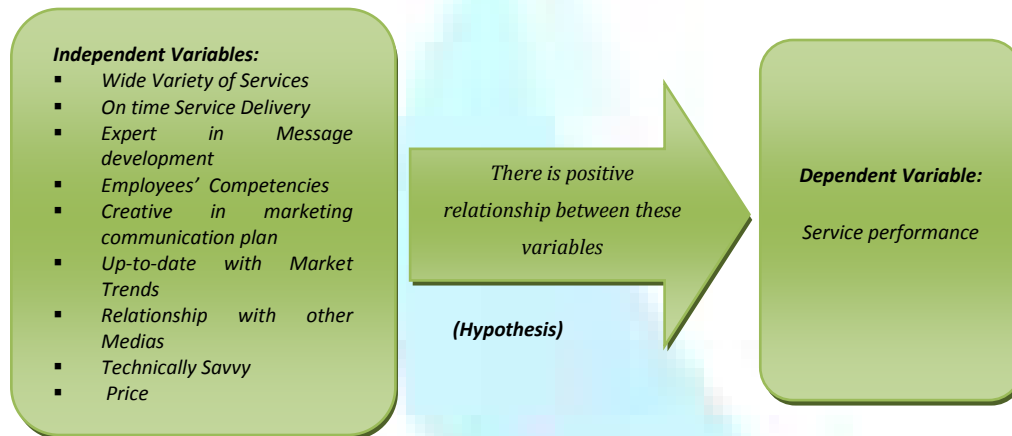 Independent Variables:
▪ Wide Variety of Services
▪ On time Service Delivery
▪ Expert in Message
development
▪ Employees’ Competencies
▪ Creative in marketing
communication plan
▪ Up-to-date with Market
Trends
▪ Relationship with other
Medias
▪ Technically Savvy
▪ Price
There is positive
relationship between these
variables
(Hypothesis)
Dependent Variable:
Service performance